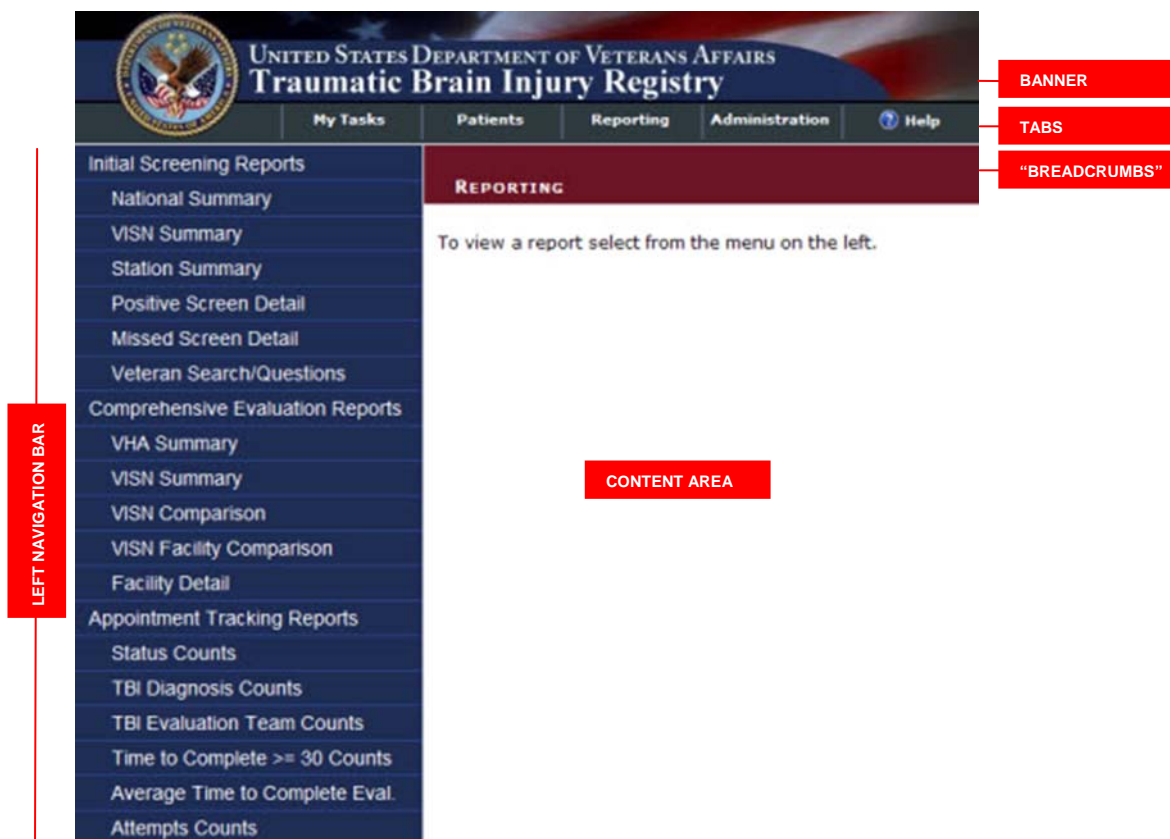 UNITED STATES DEPARTMENT OF VETERANS AFFAIRS
Traumatic Brain Injury Registry
BANNER
My Tasks Patients Reporting Administration ? Help
TABS
"BREADCRUMBS"
REPORTING
To view a report select from the menu on the left.
CONTENT AREA
LEFT NAVIGATION BAR
Initial Screening Reports
National Summary
VISN Summary
Station Summary
Positive Screen Detail
Missed Screen Detail
Veteran Search/Questions
Comprehensive Evaluation Reports
VHA Summary
VISN Summary
VISN Comparison
VISN Facility Comparison
Facility Detail
Appointment Tracking Reports
Status Counts
TBI Diagnosis Counts
TBI Evaluation Team Counts
Time to Complete >= 30 Counts
Average Time to Complete Eval.
Attempts Counts